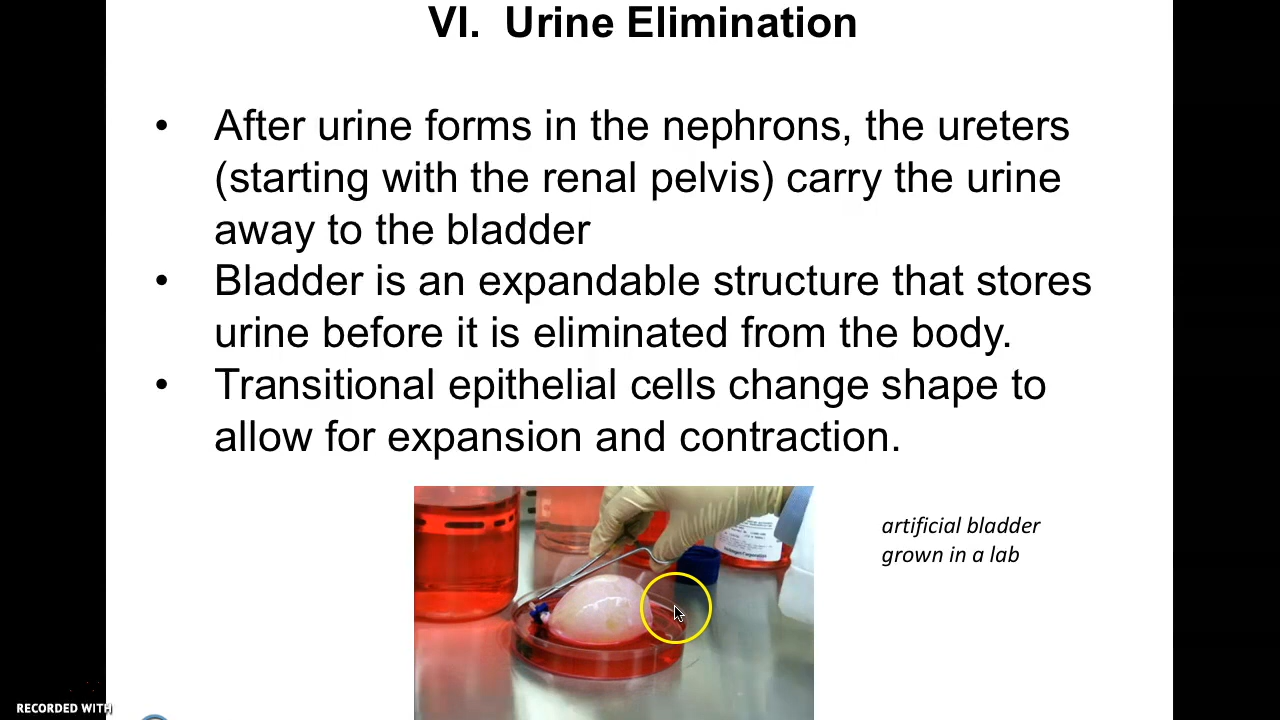 VI. Urine Elimination
• After urine forms in the nephrons, the ureters
(starting with the renal pelvis) carry the urine
away to the bladder
• Bladder is an expandable structure that stores
urine before it is eliminated from the body.
• Transitional epithelial cells change shape to
allow for expansion and contraction.
artificial bladder
grown in a lab
RECORDED WITH